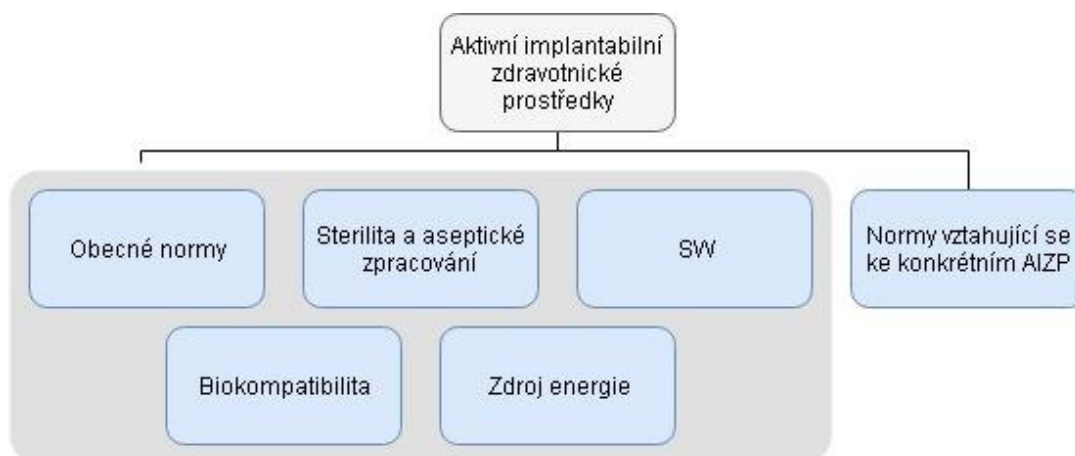 Aktivní implantabilní
zdravotnické
prostředky
Obecné normy
Sterilita a aseptické
zpracování
SW
Normy vztahující se
ke konkrétním AIZP
Biokompatibilita
Zdroj energie